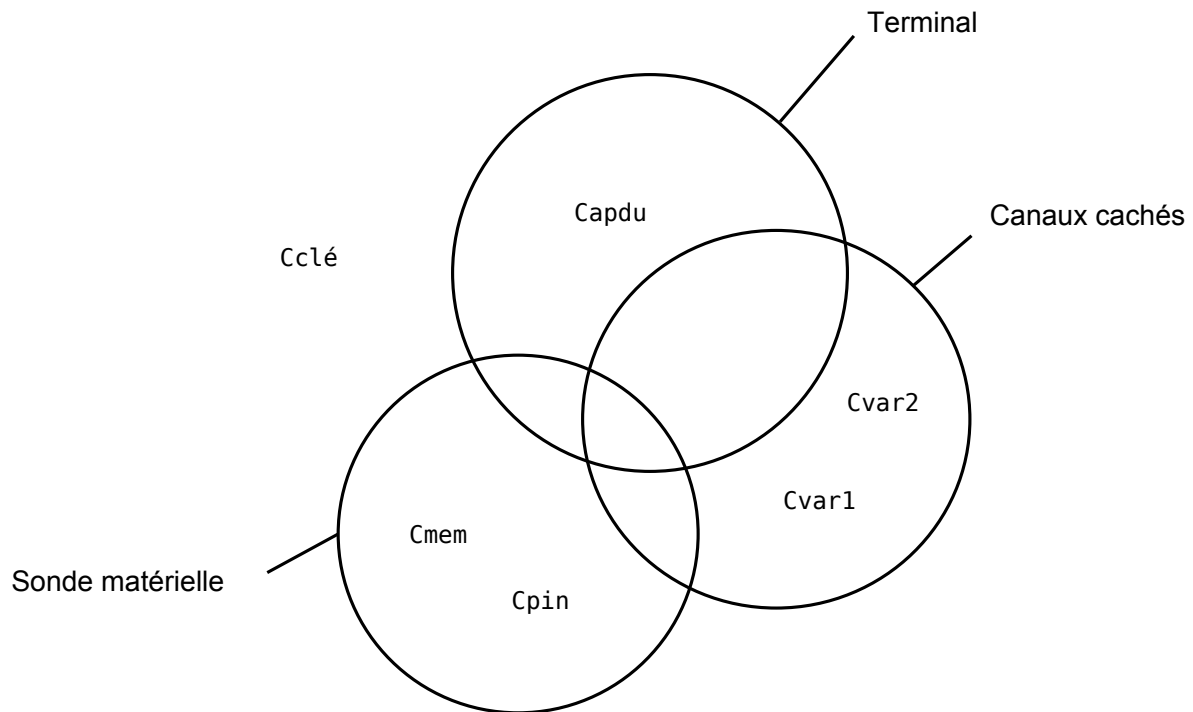 Terminal
Capdu
Canaux cachés
Cclé
Cvar2
Cvar1
Cmem
Sonde matérielle
Cpin